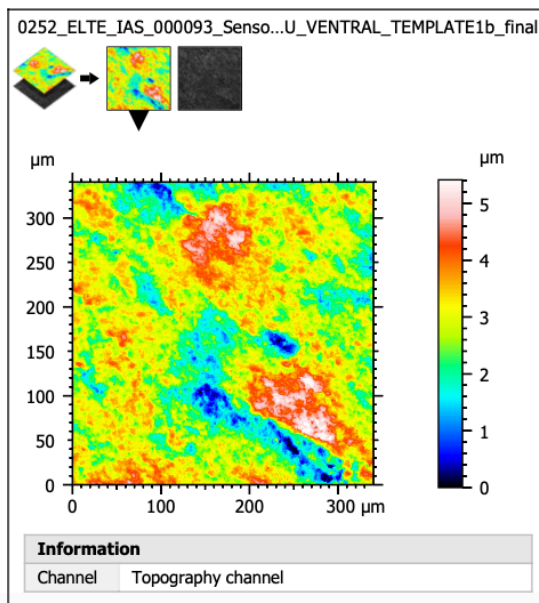 0252_ELTE_IAS_000093_Senso...U_VENTRAL_TEMPLATE1b_final
µm
µm
300
250
200
150
100
50
0
0
100
200
300 µm
5
4
3
2
1
0
Information
Channel Topography channel